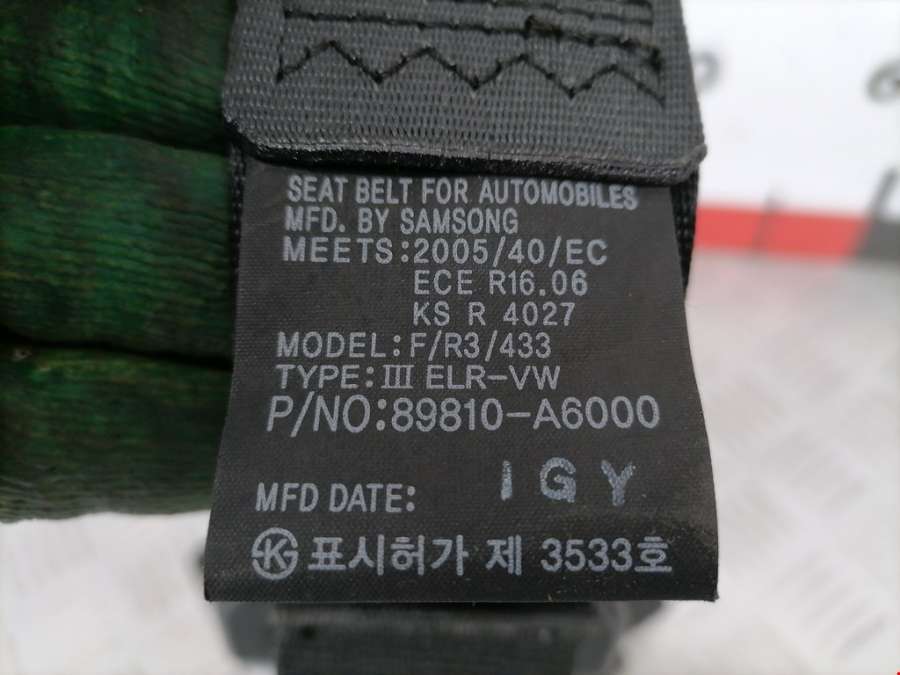 SEAT BELT FOR AUTOMOBILES
MFD. BY SAMSONG
MEETS:2005/40/EC
ECE R16.06
KS R 4027
MODEL:F/R3/433
TYPE:Ⅲ ELR-VW
P/NO:89810-A6000
MFD DATE: IGY
표시허가 제 3533호